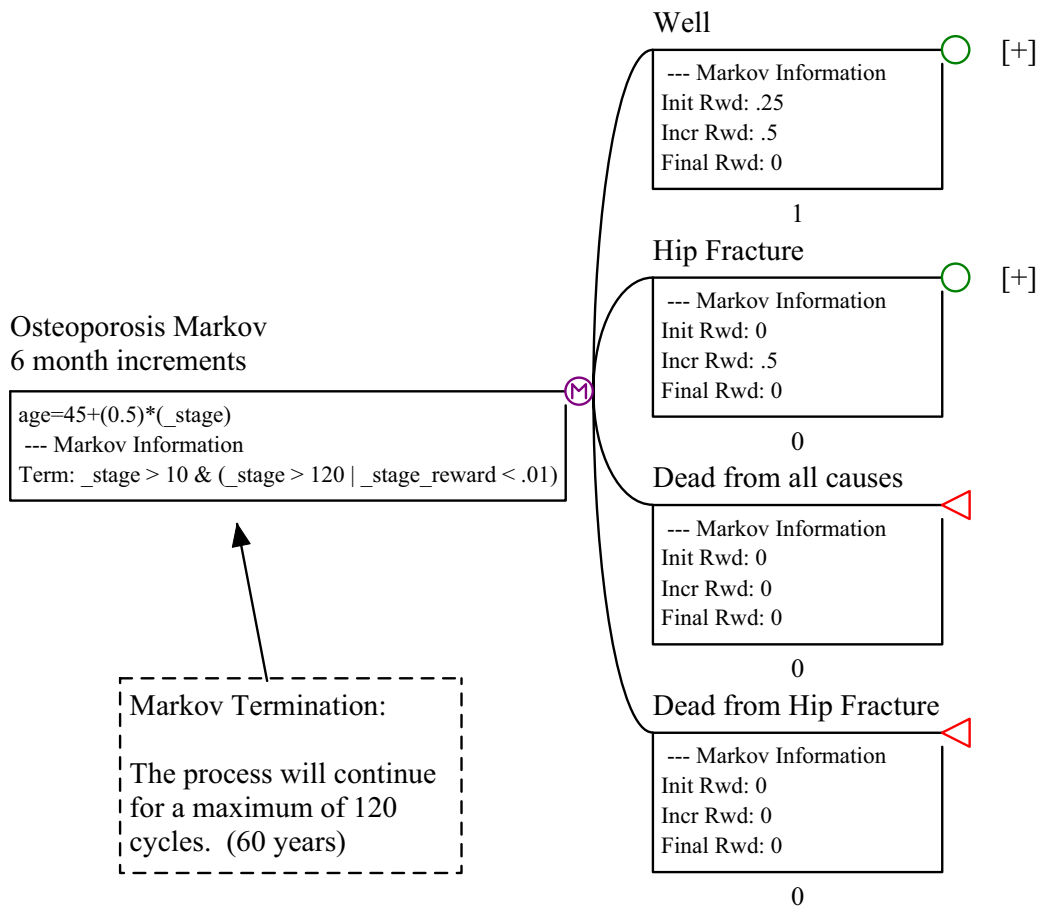 Well
[+]
--- Markov Information
Init Rwd: .25
Incr Rwd: .5
Final Rwd: 0
1
Hip Fracture
[+]
--- Markov Information
Init Rwd: 0
Incr Rwd: .5
Final Rwd: 0
0
Osteoporosis Markov
6 month increments
M
age=45+(0.5)*(_stage)
--- Markov Information
Term: _stage > 10 & (_stage > 120 | _stage_reward < .01)
Dead from all causes
--- Markov Information
Init Rwd: 0
Incr Rwd: 0
Final Rwd: 0
0
Markov Termination:
The process will continue
for a maximum of 120
cycles.  (60 years)
Dead from Hip Fracture
--- Markov Information
Init Rwd: 0
Incr Rwd: 0
Final Rwd: 0
0